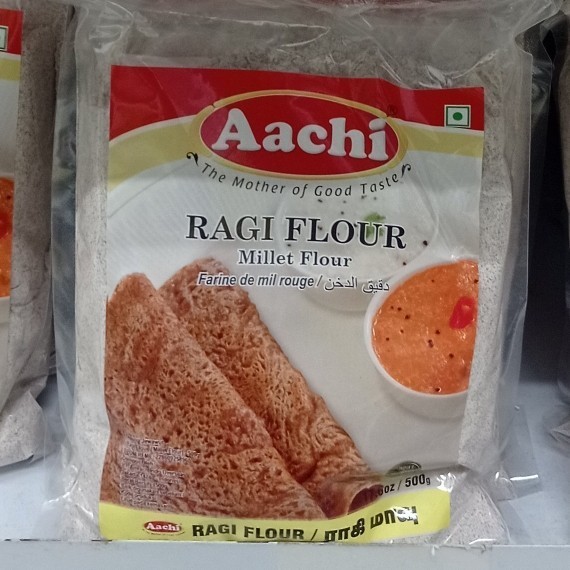 Aachi
The Mother of Good Taste
RAGI FLOUR
Millet Flour
Farine de mil rouge / دقيق الدخن
/ 500g
Aachi RAGI FLOUR / ராகி மாவு